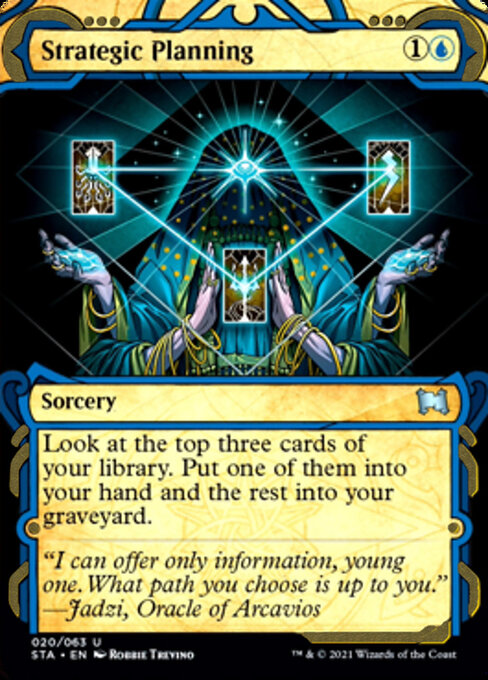 Strategic Planning 1
Sorcery
Look at the top three cards of
your library. Put one of them into
your hand and the rest into your
graveyard.
“I can offer only information, young
one. What path you choose is up to you.”
—Jadzi, Oracle of Arcavios
020/063 U
STA • EN Robbie Trevino
™ & © 2021 Wizards of the Coast